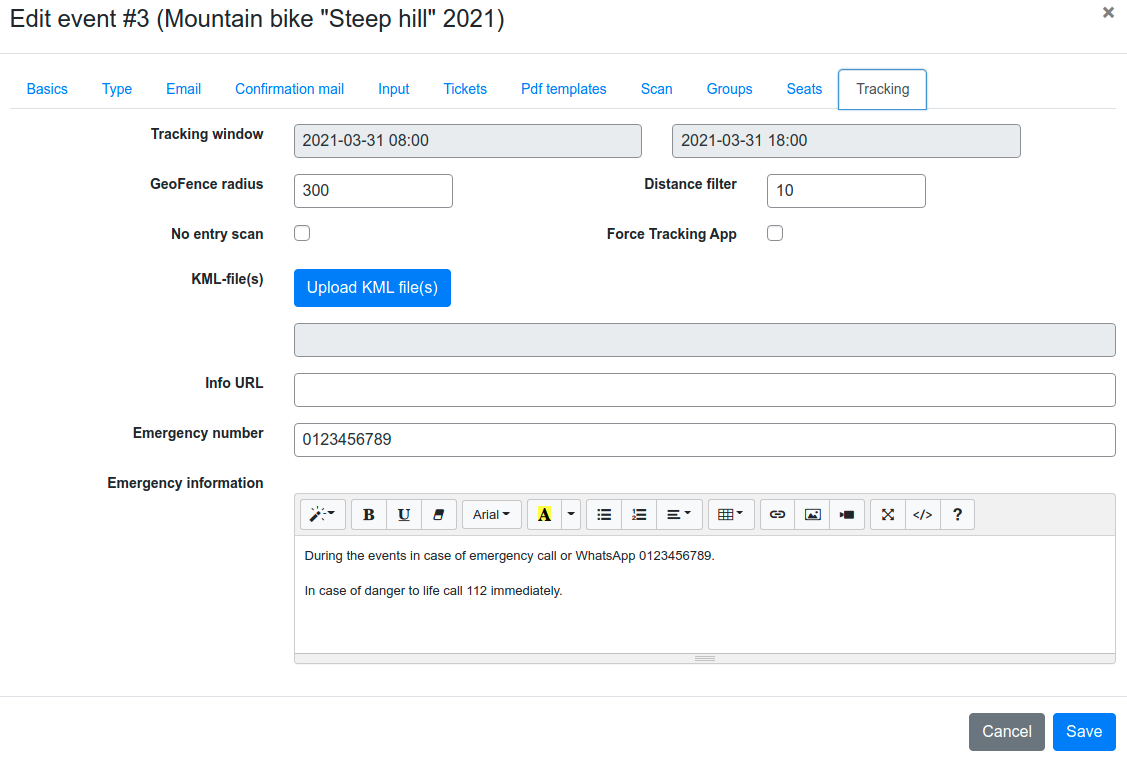 Edit event #3 (Mountain bike "Steep hill" 2021)
×
Basics Type Email Confirmation mail Input Tickets Pdf templates Scan Groups Seats Tracking
Tracking window 2021-03-31 08:00 2021-03-31 18:00
GeoFence radius 300 Distance filter 10
No entry scan Force Tracking App
KML-file(s) Upload KML file(s)
Info URL
Emergency number 0123456789
Emergency information
B U Arial A </> ?
During the events in case of emergency call or WhatsApp 0123456789.
In case of danger to life call 112 immediately.
Cancel Save